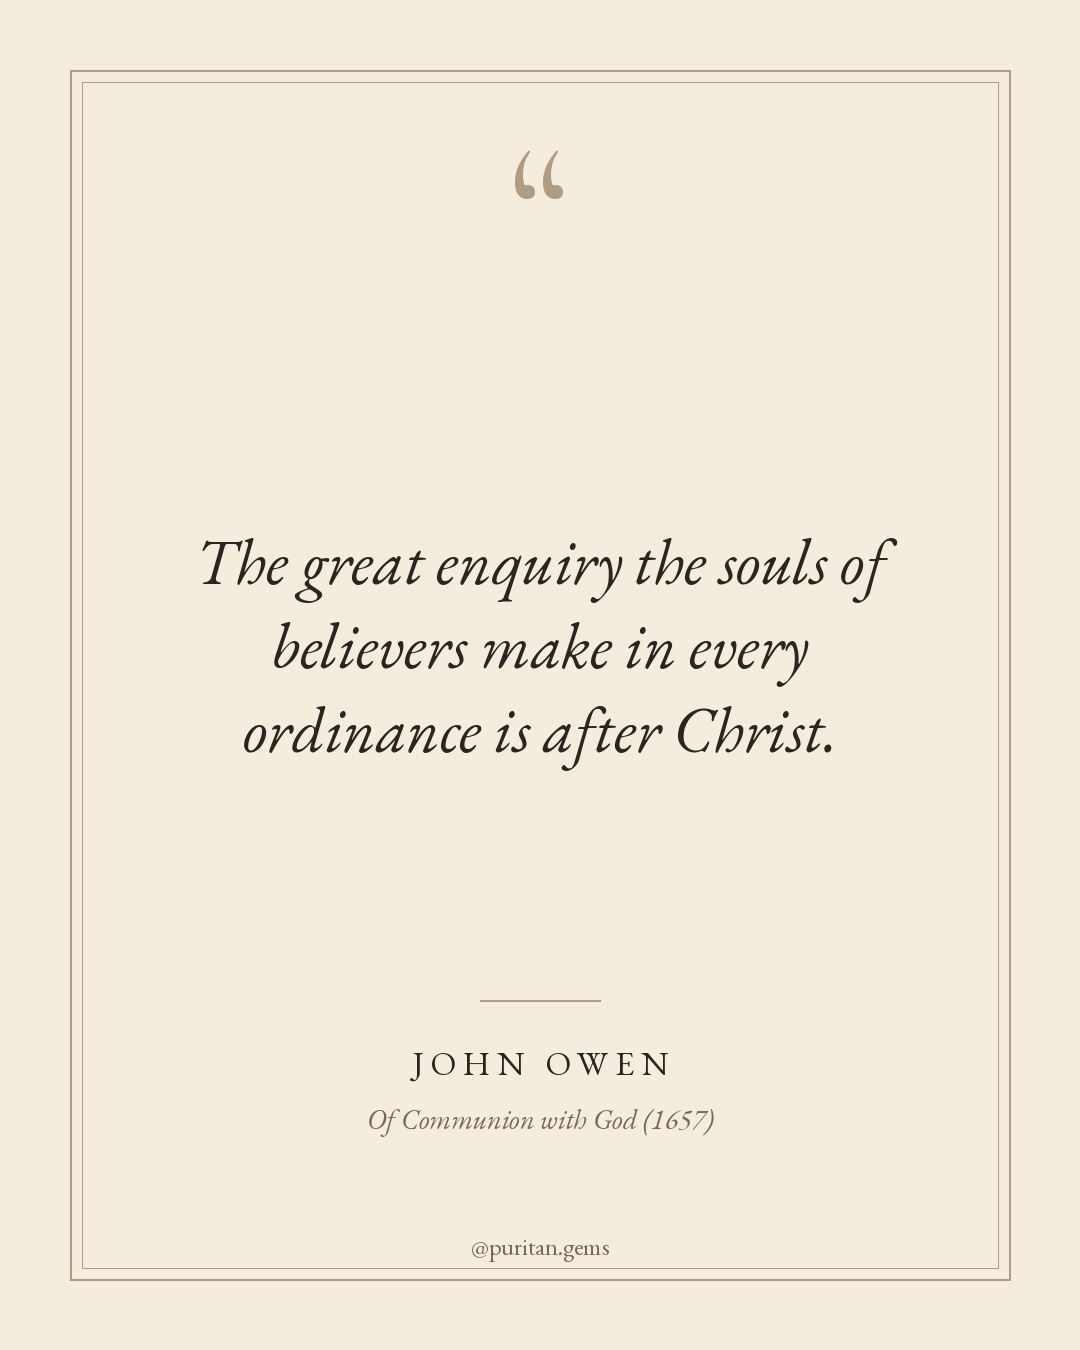 “
The great enquiry the souls of
believers make in every
ordinance is after Christ.
JOHN OWEN
Of Communion with God (1657)
@puritan.gems